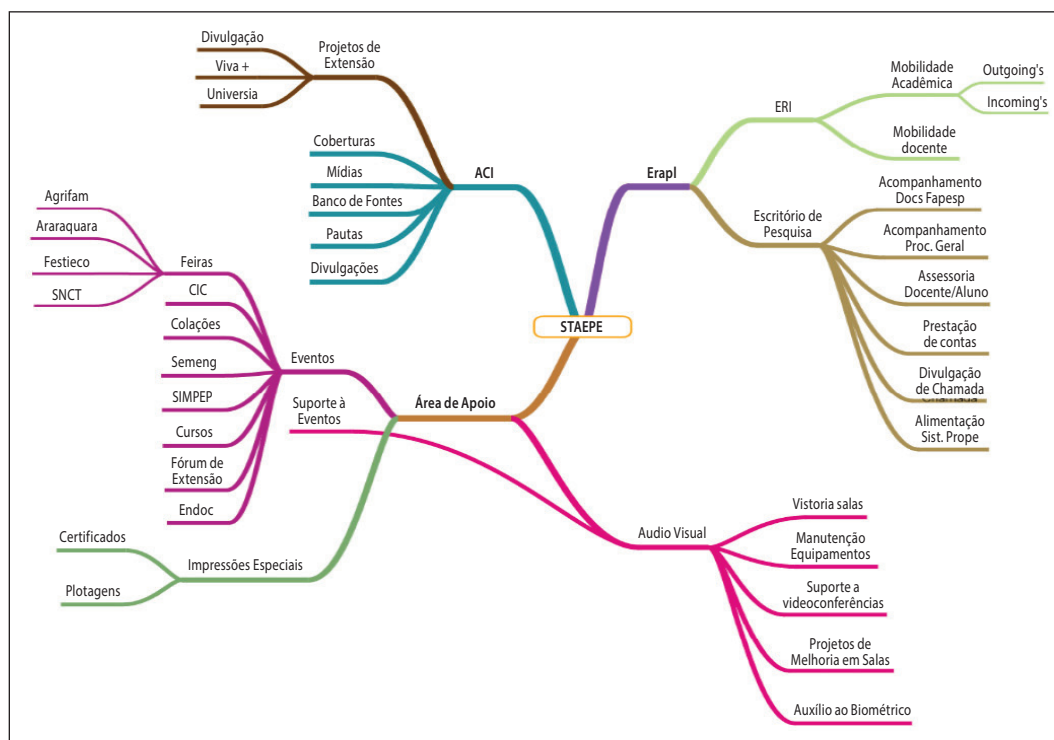 Divulgação
Viva +
Universia
Projetos de
Extensão
Coberturas
Mídias
Banco de Fontes
Pautas
Divulgações
ACI
Agrifam
Araraquara
Festieco
SNCT
Feiras
CIC
Colações
Semeng
SIMPEP
Cursos
Fórum de
Extensão
Endoc
Eventos
Suporte à
Eventos
Área de Apoio
Certificados
Plotagens
Impressões Especiais
STAEPE
Erapl
ERI
Mobilidade
Acadêmica
Outgoing's
Incoming's
Mobilidade
docente
Escritório de
Pesquisa
Acompanhamento
Docs Fapesp
Acompanhamento
Proc. Geral
Assessoria
Docente/Aluno
Prestação
de contas
Divulgação
de Chamada
Chamada
Alimentação
Sist. Prope
Audio Visual
Vistoria salas
Manutenção
Equipamentos
Suporte a
videoconferências
Projetos de
Melhoria em Salas
Auxílio ao Biométrico